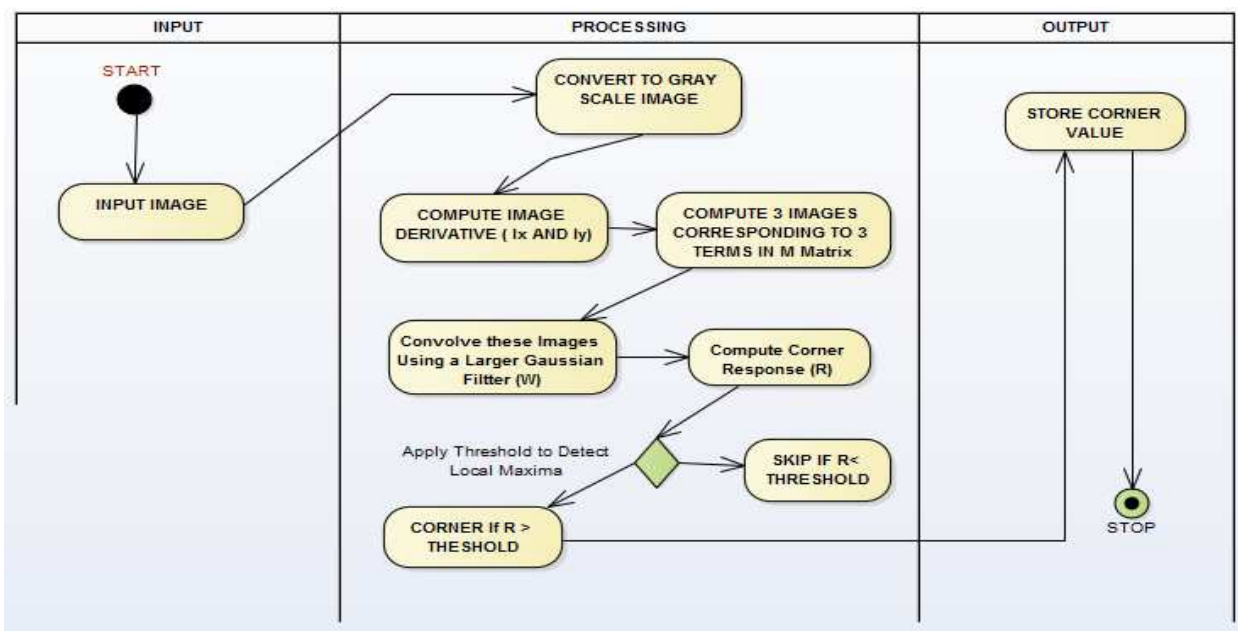 INPUT
PROCESSING
OUTPUT
START
INPUT IMAGE
CONVERT TO GRAY
SCALE IMAGE
COMPUTE IMAGE
DERIVATIVE ( Ix AND Iy)
COMPUTE 3 IMAGES
CORRESPONDING TO 3
TERMS IN M Matrix
Convolve these Images
Using a Larger Gaussian
Filtter (W)
Compute Corner
Response (R)
Apply Threshold to Detect
Local Maxima
SKIP IF R<
THRESHOLD
CORNER If R >
THESHOLD
STORE CORNER
VALUE
STOP